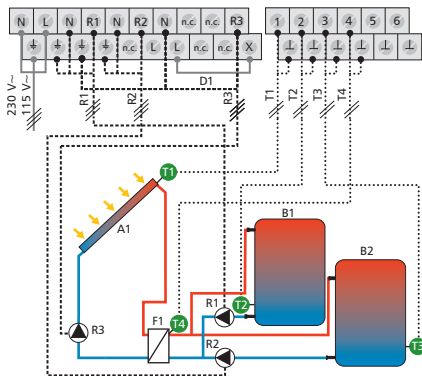 N L N R1 N R2 N n.c. n.c. R3
n.c. L L n.c. n.c. X
1 2 3 4 5 6
D1
230 V~
115 V~
R1
R2
R3
T1
T2
T3
T4
T1
A1
B1
B2
R3
F1
T4
R1
T2
R2
T3